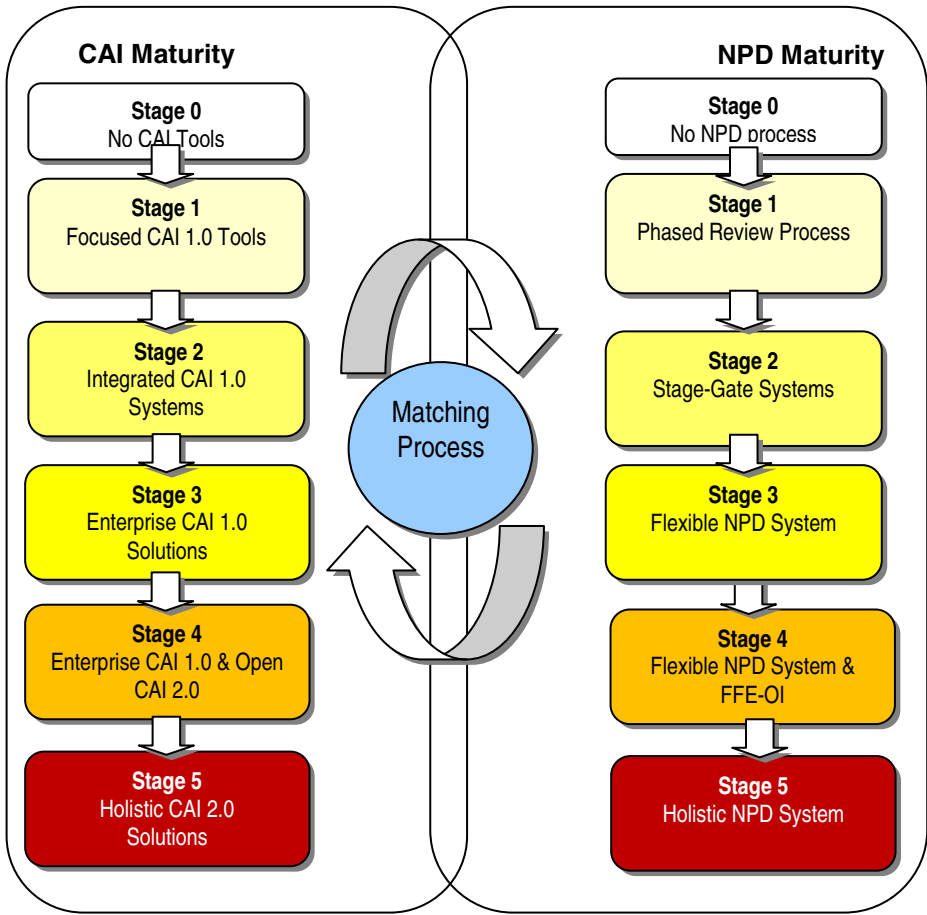 CAI Maturity
Stage 0
No CAI Tools
Stage 1
Focused CAI 1.0 Tools
Stage 2
Integrated CAI 1.0
Systems
Stage 3
Enterprise CAI 1.0
Solutions
Stage 4
Enterprise CAI 1.0 & Open
CAI 2.0
Stage 5
Holistic CAI 2.0
Solutions
Matching
Process
NPD Maturity
Stage 0
No NPD process
Stage 1
Phased Review Process
Stage 2
Stage-Gate Systems
Stage 3
Flexible NPD System
Stage 4
Flexible NPD System &
FFE-OI
Stage 5
Holistic NPD System